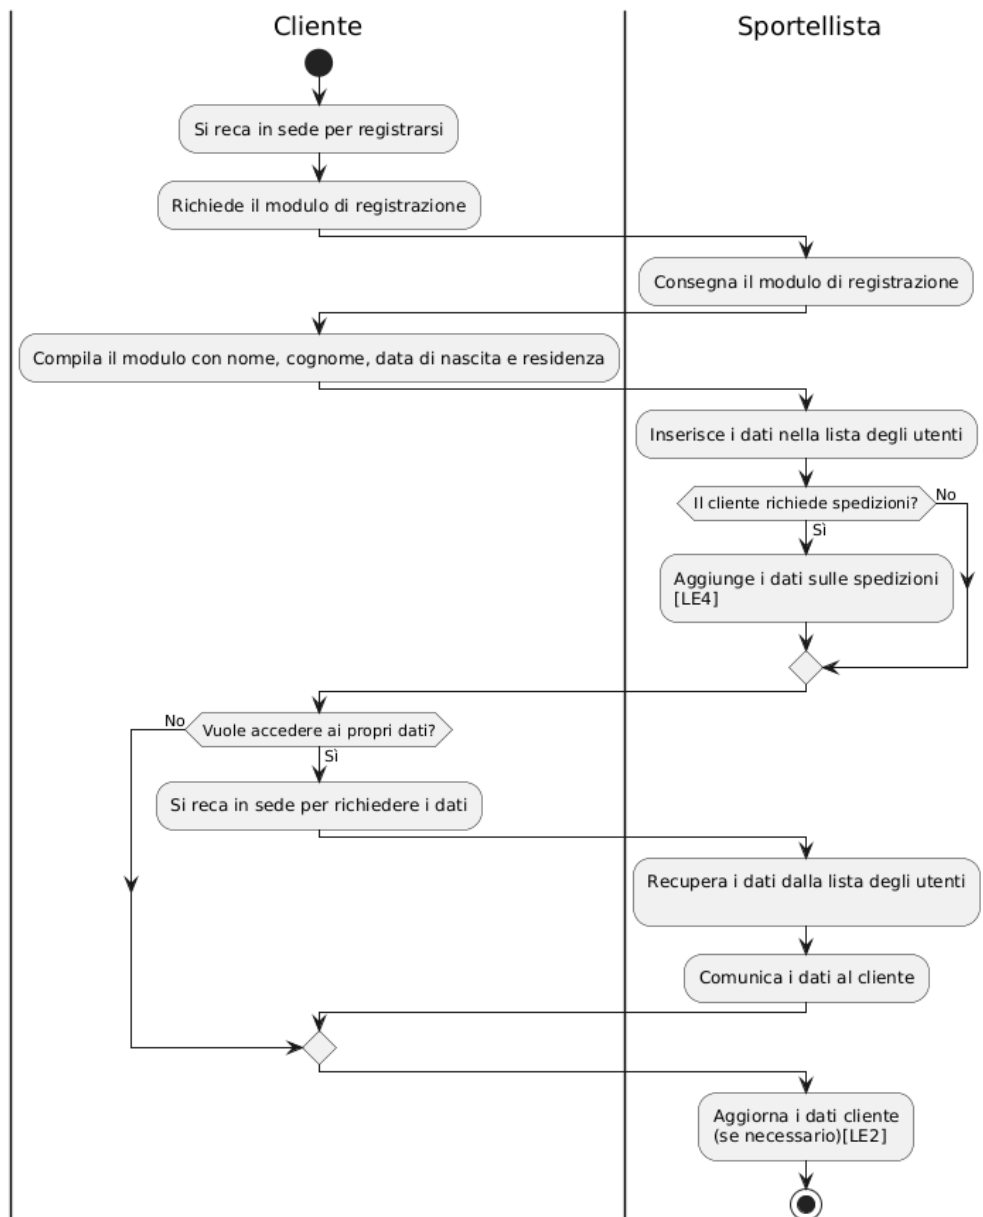 Cliente
Sportellista
Si reca in sede per registrarsi
Richiede il modulo di registrazione
Consegna il modulo di registrazione
Compila il modulo con nome, cognome, data di nascita e residenza
Inserisce i dati nella lista degli utenti
Il cliente richiede spedizioni?
No
Sì
Aggiunge i dati sulle spedizioni
[LE4]
No
Vuole accedere ai propri dati?
Sì
Si reca in sede per richiedere i dati
Recupera i dati dalla lista degli utenti
Comunica i dati al cliente
Aggiorna i dati cliente
(se necessario)[LE2]